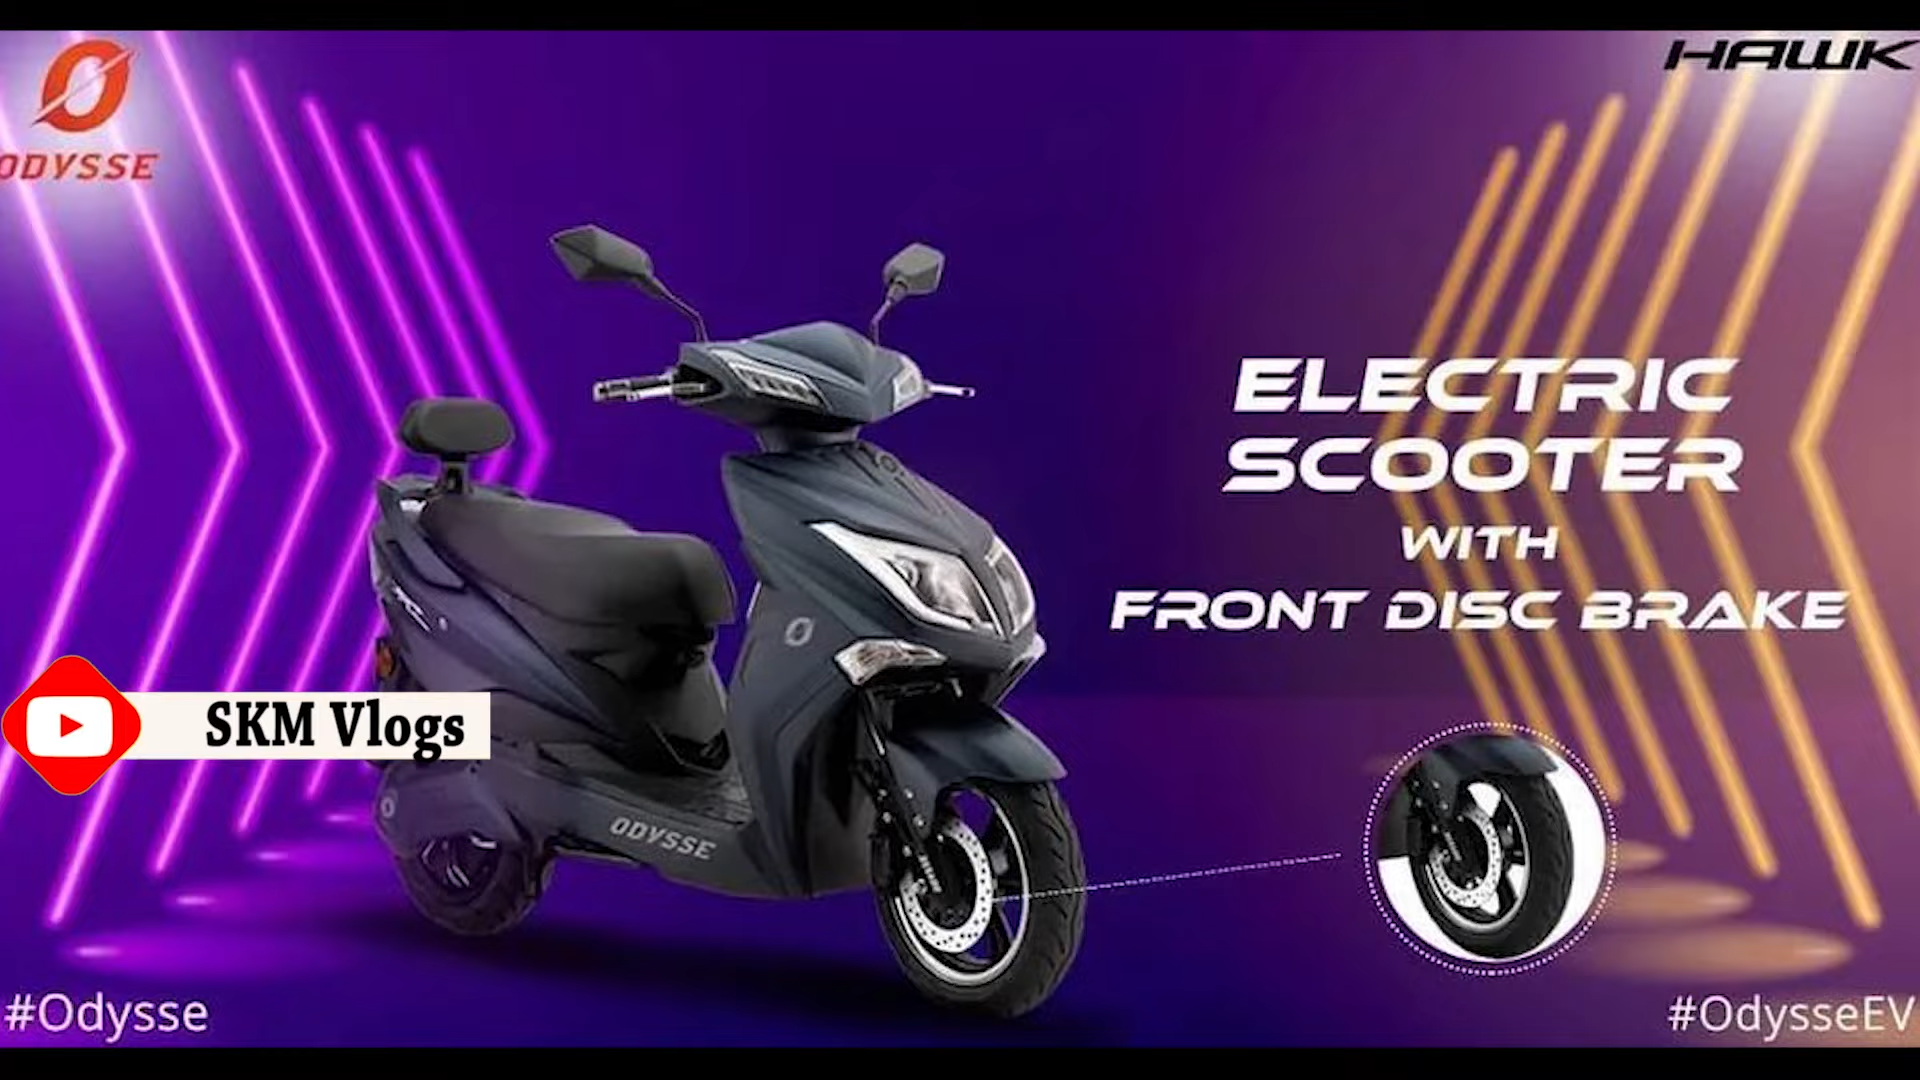 ODYSSE
HAWK
ELECTRIC
SCOOTER
WITH
FRONT DISC BRAKE
SKM Vlogs
ODYSSE
#Odysse
#OdysseEV